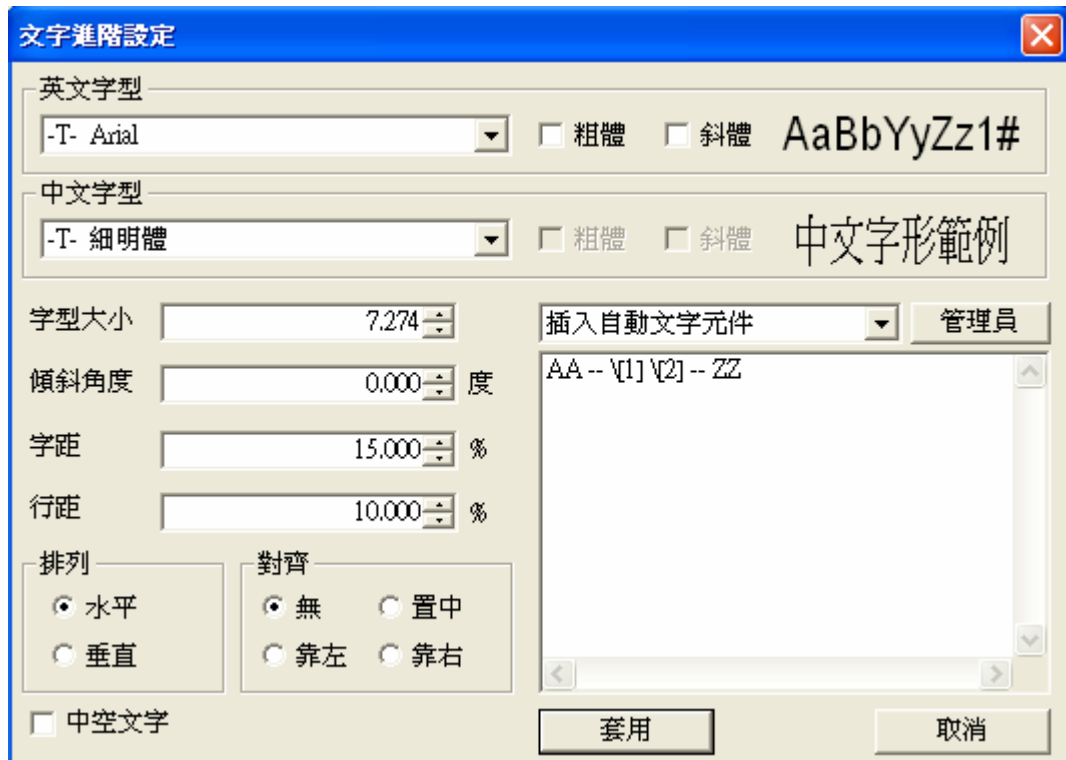 文字進階設定
英文字型
-T- Arial 粗體 斜體 AaBbYyZz1#
中文字型
-T- 細明體 粗體 斜體 中文字形範例
字型大小 7.274 插入自動文字元件 管理員
AA -- \[1] \[2] -- ZZ
傾斜角度 0.000 度
字距 15.000 %
行距 10.000 %
排列 對齊
水平 無 置中
垂直 靠左 靠右
中空文字 套用 取消